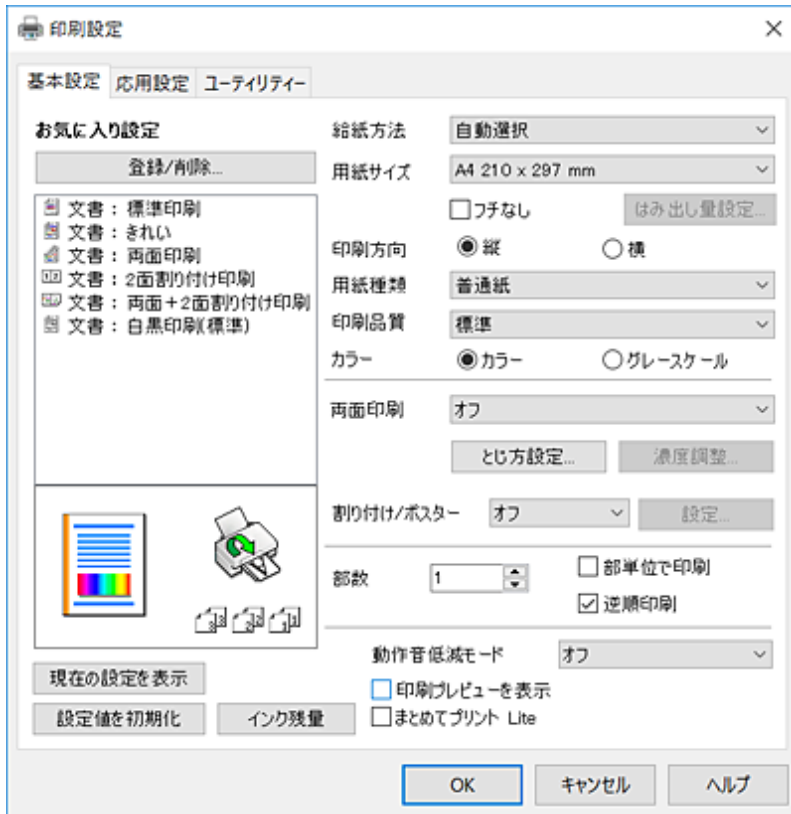 印刷設定
基本設定 応用設定 ユーティリティー
お気に入り設定
登録/削除...
文書 : 標準印刷
文書 : きれい
文書 : 両面印刷
文書 : 2面割り付け印刷
文書 : 両面+2面割り付け印刷
文書 : 白黒印刷(標準)
現在の設定を表示
設定値を初期化 インク残量
給紙方法 自動選択
用紙サイズ A4 210 x 297 mm
フチなし はみ出し量設定...
印刷方向 縦 横
用紙種類 普通紙
印刷品質 標準
カラー カラー グレースケール
両面印刷 オフ
とじ方設定... 濃度調整...
割り付け/ポスター オフ 設定...
部数 1 部単位で印刷
逆順印刷
動作音低減モード オフ
印刷プレビューを表示
まとめてプリント Lite
OK キャンセル ヘルプ